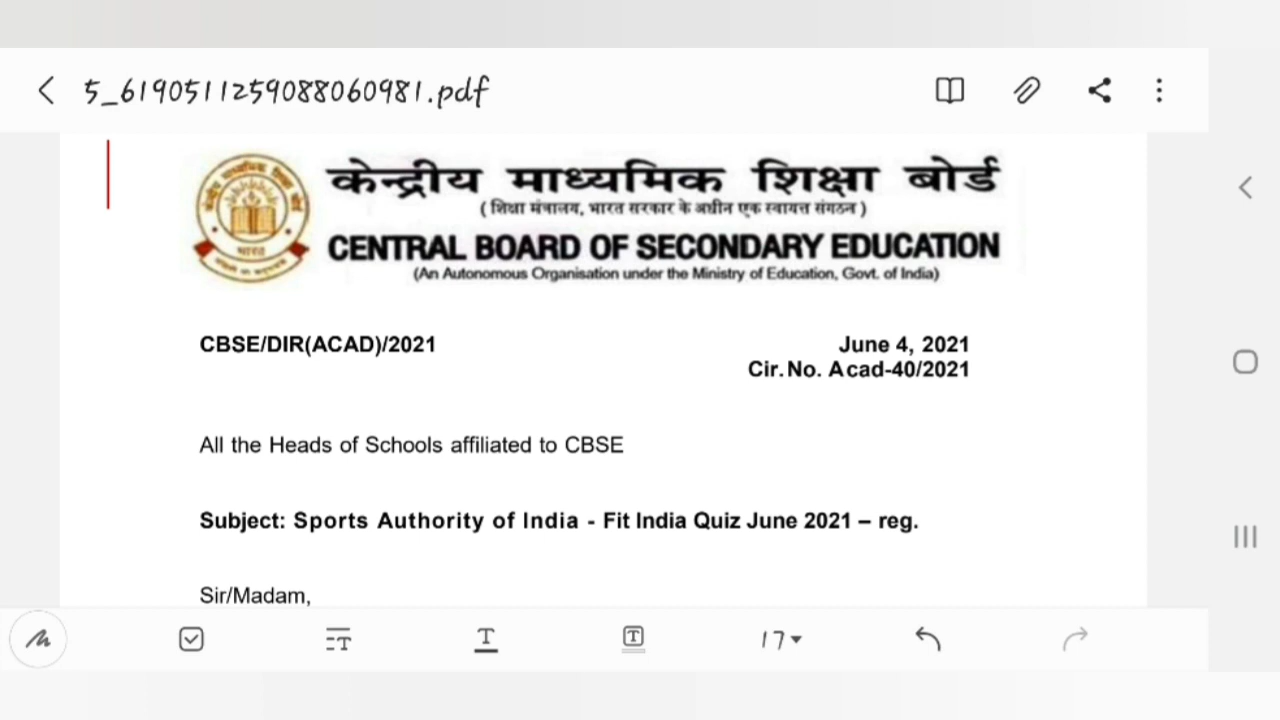 5_6190511259088060981.pdf
केन्द्रीय माध्यमिक शिक्षा बोर्ड
(शिक्षा मंत्रालय, भारत सरकार के अधीन एक स्वायत्त संगठन)
CENTRAL BOARD OF SECONDARY EDUCATION
(An Autonomous Organisation under the Ministry of Education, Govt. of India)
भारत
CBSE/DIR(ACAD)/2021
June 4, 2021
Cir.No. Acad-40/2021
All the Heads of Schools affiliated to CBSE
Subject: Sports Authority of India - Fit India Quiz June 2021 – reg.
Sir/Madam,
T
T
T
17